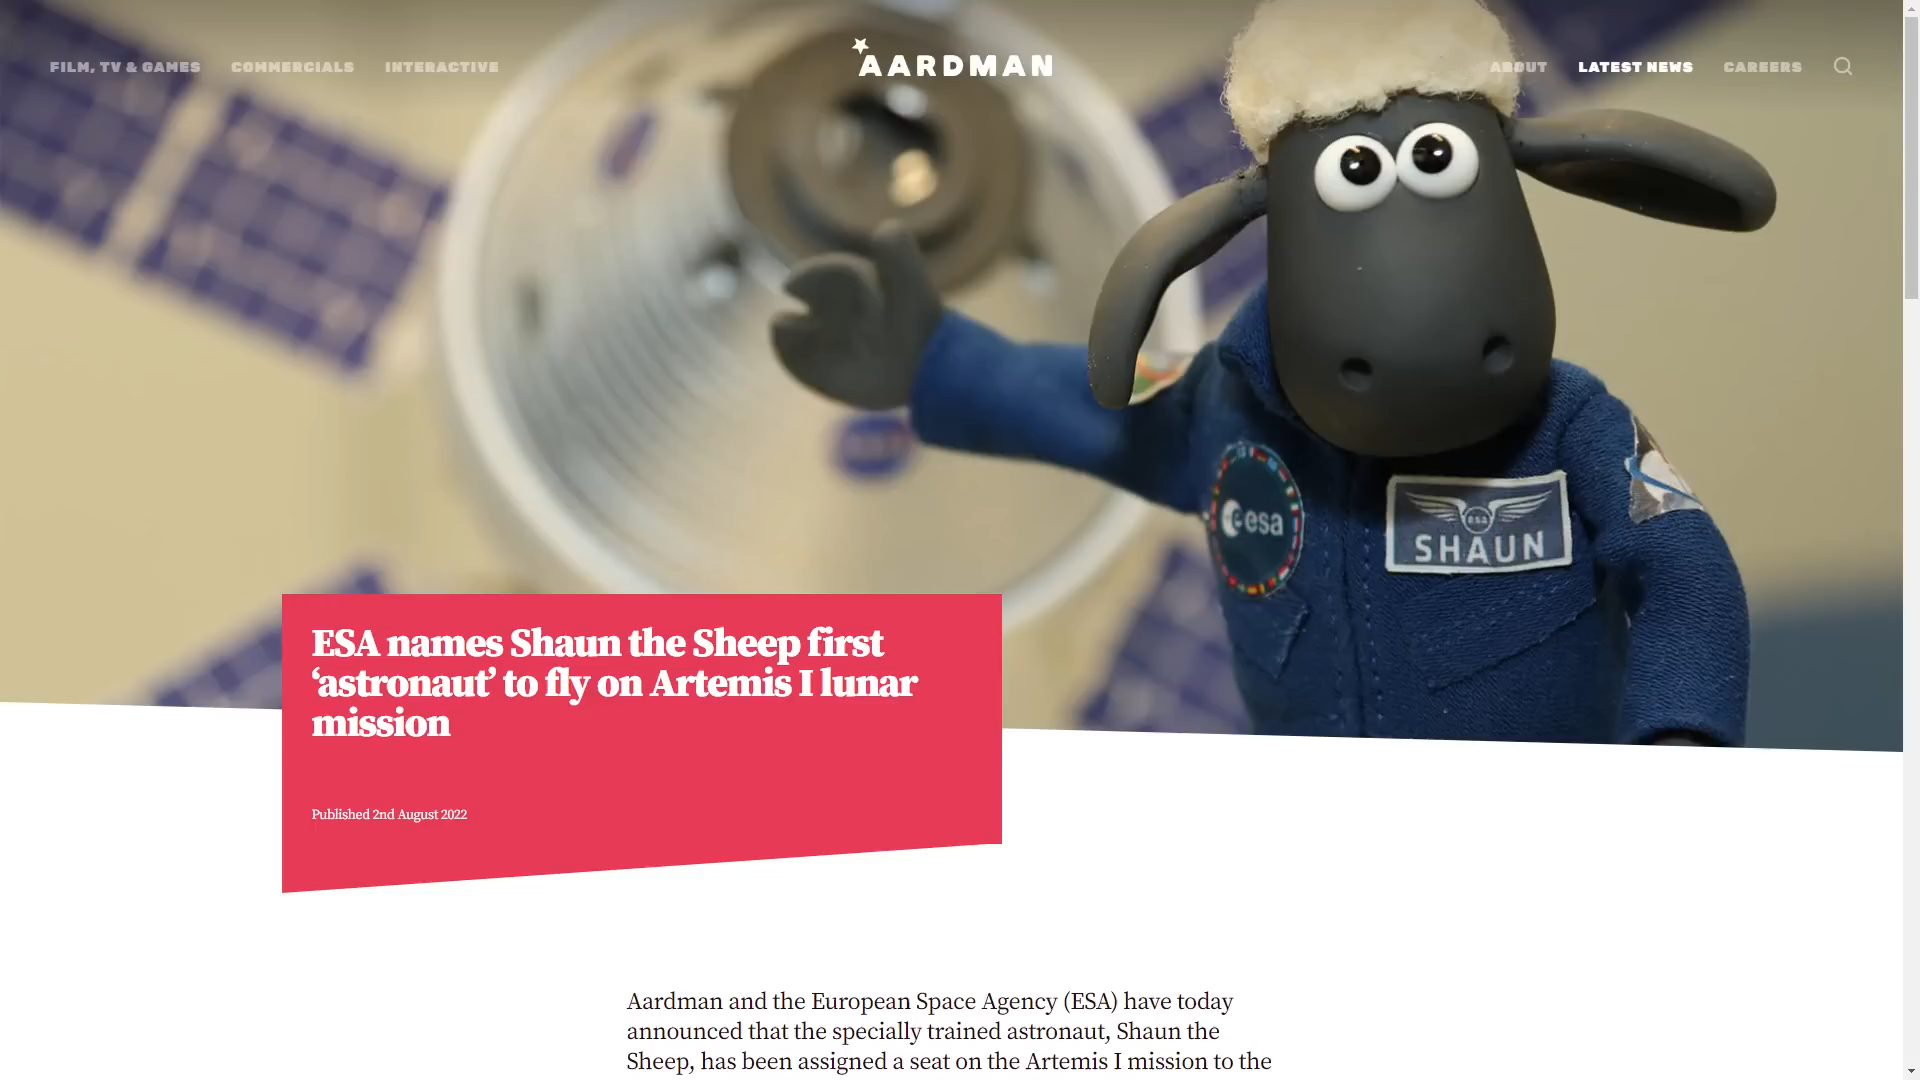 FILM, TV & GAMES
COMMERCIALS
INTERACTIVE
AARDMAN
ABOUT
LATEST NEWS
CAREERS
esa
esa
SHAUN
ESA names Shaun the Sheep first
‘astronaut’ to fly on Artemis I lunar
mission
Published 2nd August 2022
Aardman and the European Space Agency (ESA) have today
announced that the specially trained astronaut, Shaun the
Sheep, has been assigned a seat on the Artemis I mission to the